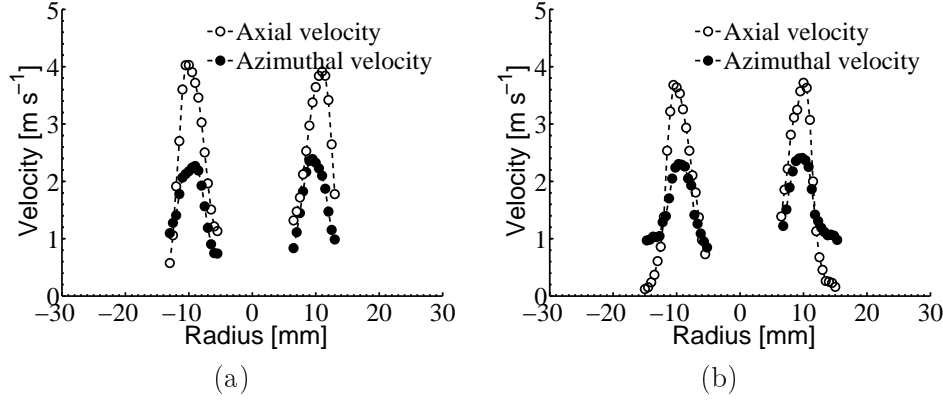 5
4
3
2
1
0
−30 −20 −10 0 10 20 30
Velocity [m s⁻¹]
Radius [mm]
Axial velocity
Azimuthal velocity
(a)
5
4
3
2
1
0
−30 −20 −10 0 10 20 30
Velocity [m s⁻¹]
Radius [mm]
Axial velocity
Azimuthal velocity
(b)